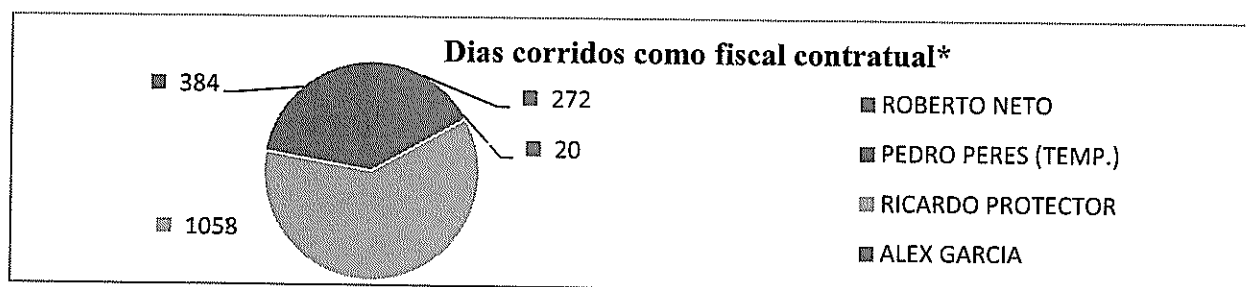 Dias corridos como fiscal contratual*
384
272
20
1058
ROBERTO NETO
PEDRO PERES (TEMP.)
RICARDO PROTECTOR
ALEX GARCIA